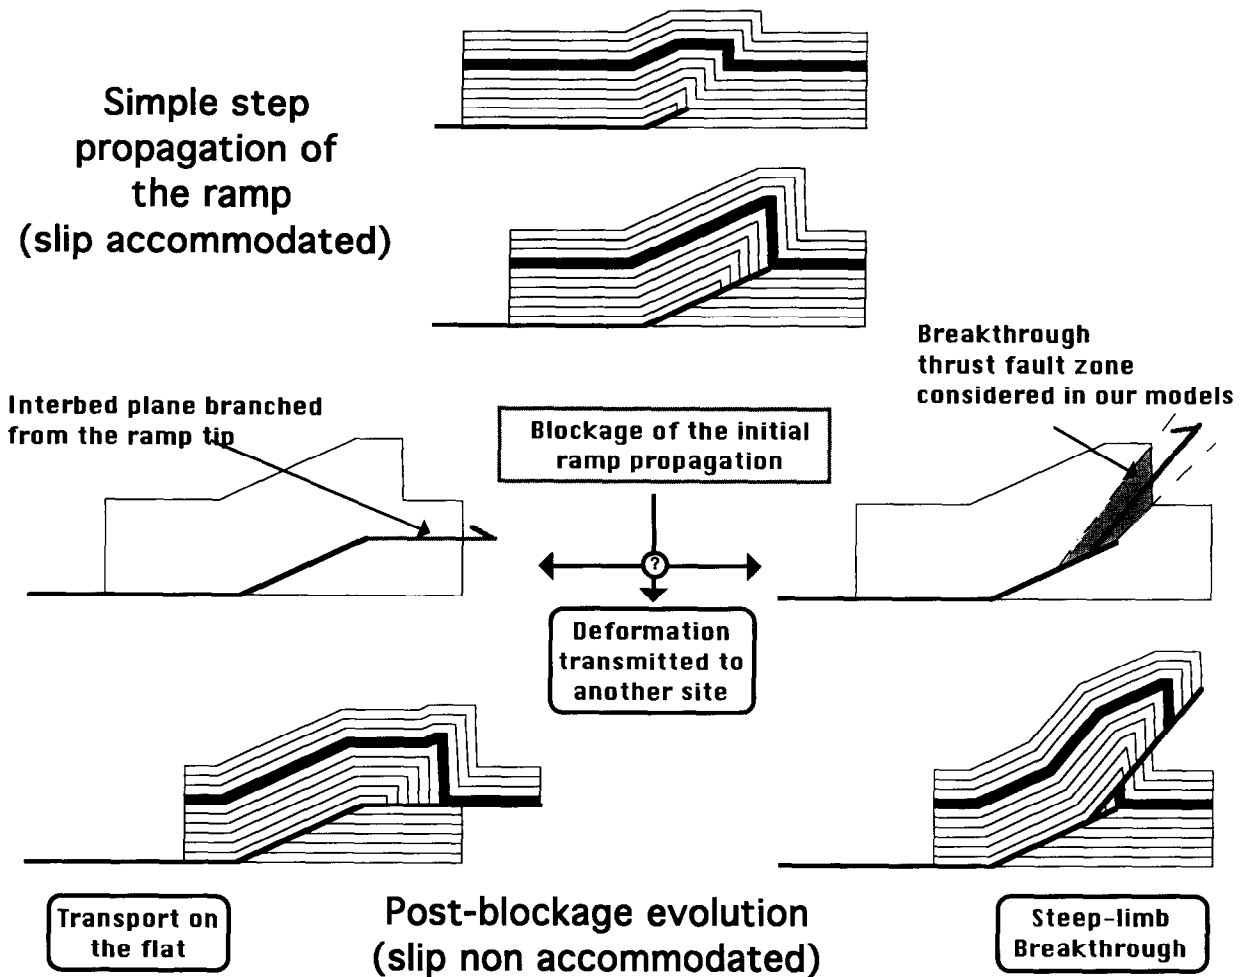 Simple step
propagation of
the ramp
(slip accommodated)
Breakthrough
thrust fault zone
considered in our models
Interbed plane branched
from the ramp tip
Blockage of the initial
ramp propagation
?
Deformation
transmitted to
another site
Transport on
the flat
Post-blockage evolution
(slip non accommodated)
Steep-limb
Breakthrough